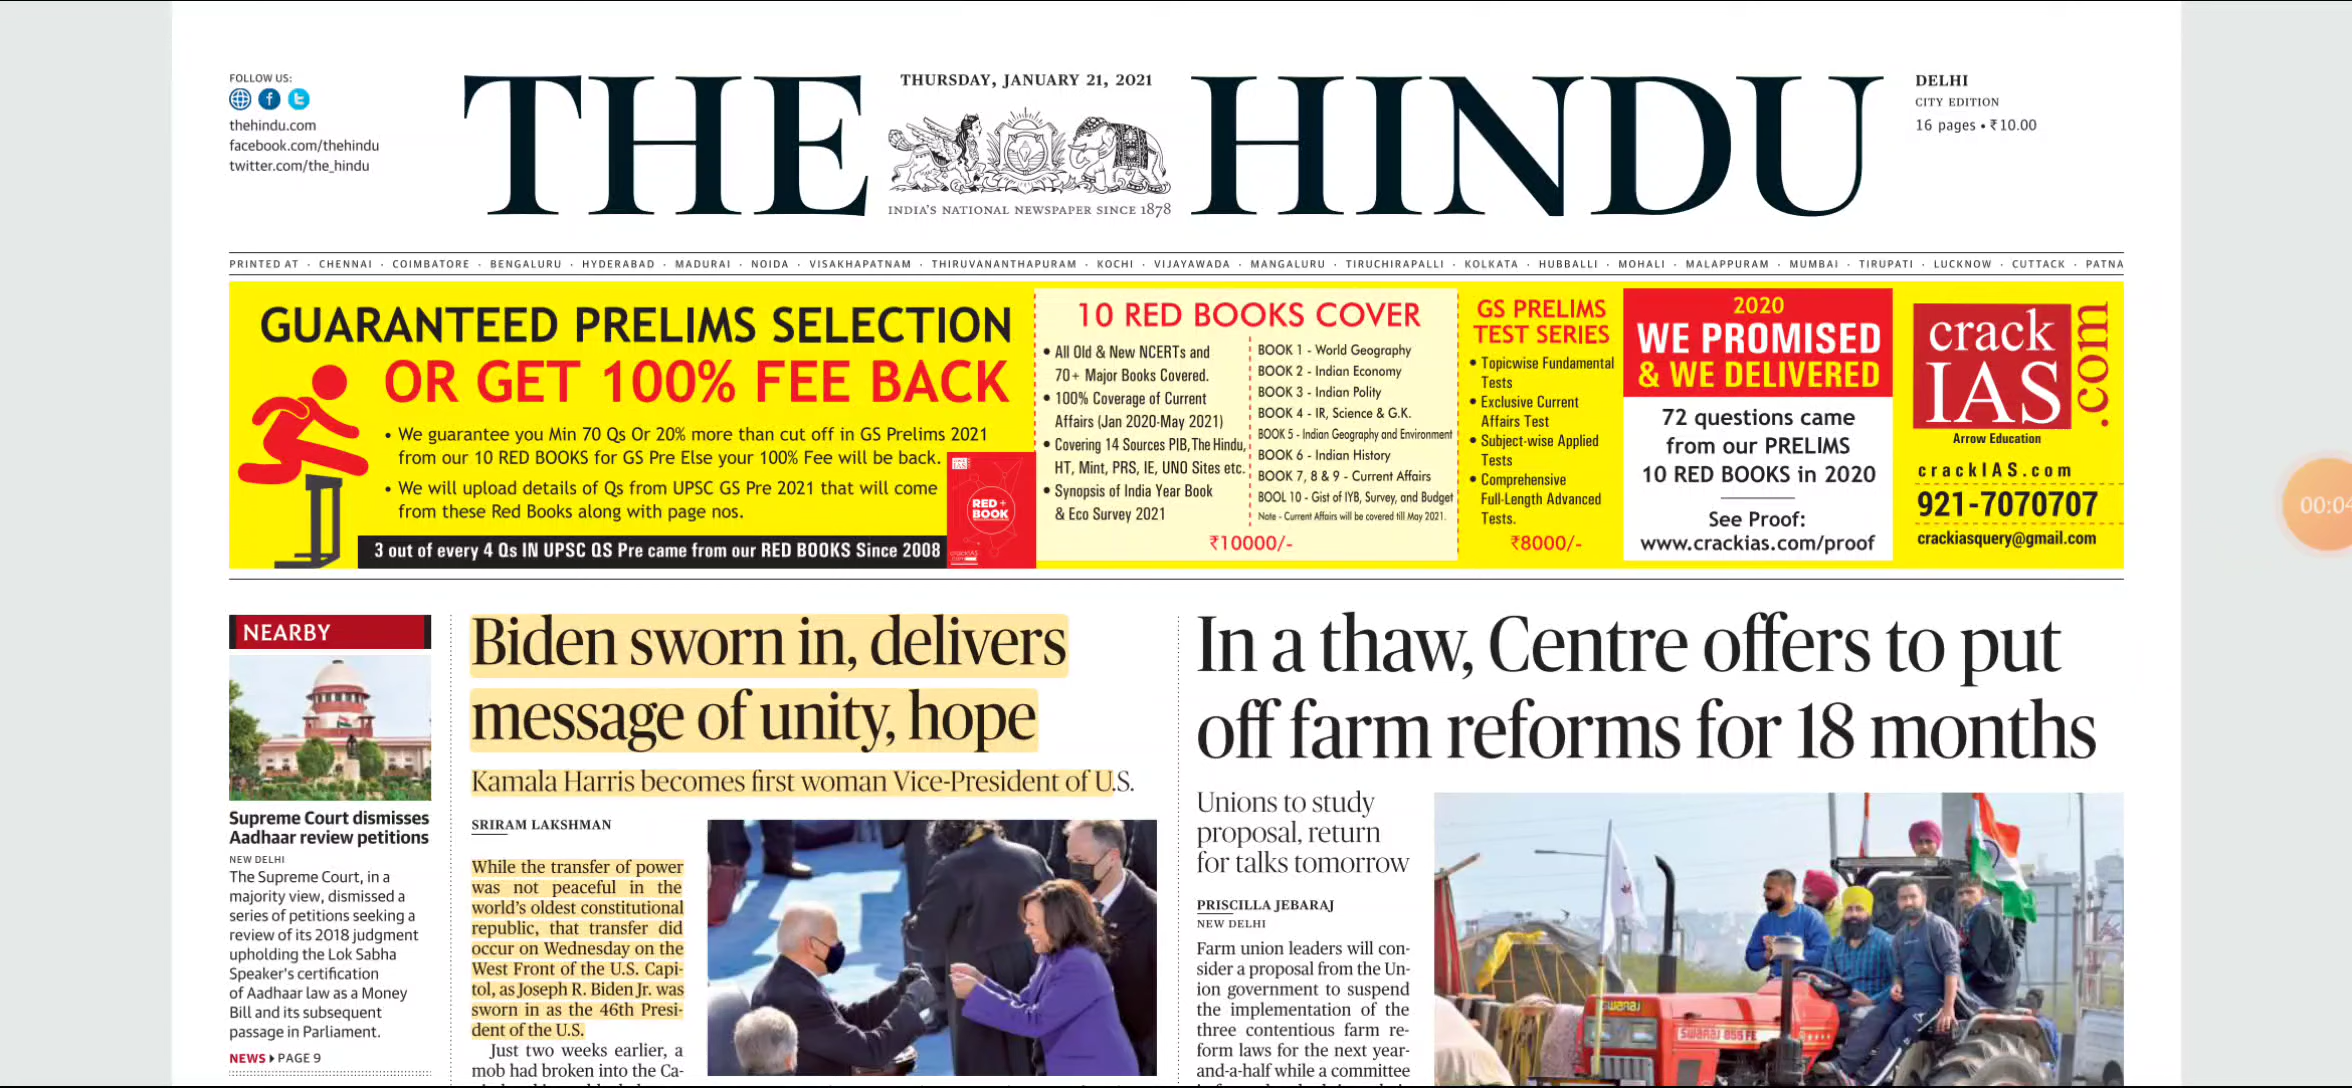 FOLLOW US:
thehindu.com
facebook.com/thehindu
twitter.com/the_hindu
THE HINDU
THURSDAY, JANUARY 21, 2021
INDIA'S NATIONAL NEWSPAPER SINCE 1878
DELHI
CITY EDITION
16 pages • ₹10.00
PRINTED AT · CHENNAI · COIMBATORE · BENGALURU · HYDERABAD · MADURAI · NOIDA · VISAKHAPATNAM · THIRUVANANTHAPURAM · KOCHI · VIJAYAWADA · MANGALURU · TIRUCHIRAPALLI · KOLKATA · HUBBALLI · MOHALI · MALAPPURAM · MUMBAI · TIRUPATI · LUCKNOW · CUTTACK · PATNA
GUARANTEED PRELIMS SELECTION
OR GET 100% FEE BACK
• We guarantee you Min 70 Qs Or 20% more than cut off in GS Prelims 2021
from our 10 RED BOOKS for GS Pre Else your 100% Fee will be back.
• We will upload details of Qs from UPSC GS Pre 2021 that will come
from these Red Books along with page nos.
3 out of every 4 Qs IN UPSC QS Pre came from our RED BOOKS Since 2008
RED+
BOOK
10 RED BOOKS COVER
• All Old & New NCERTs and
70+ Major Books Covered.
• 100% Coverage of Current
Affairs (Jan 2020-May 2021)
• Covering 14 Sources PIB,The Hindu,
HT, Mint, PRS, IE, UNO Sites etc.
• Synopsis of India Year Book
& Eco Survey 2021
BOOK 1 - World Geography
BOOK 2 - Indian Economy
BOOK 3 - Indian Polity
BOOK 4 - IR, Science & G.K.
BOOK 5 - Indian Geography and Environment
BOOK 6 - Indian History
BOOK 7, 8 & 9 - Current Affairs
BOOL 10 - Gist of IYB, Survey, and Budget
Note - Current Affairs will be covered till May 2021.
₹10000/-
GS PRELIMS
TEST SERIES
• Topicwise Fundamental
Tests
• Exclusive Current
Affairs Test
• Subject-wise Applied
Tests
• Comprehensive
Full-Length Advanced
Tests.
₹8000/-
2020
WE PROMISED
& WE DELIVERED
72 questions came
from our PRELIMS
10 RED BOOKS in 2020
See Proof:
www.crackias.com/proof
crack
IAS
.com
Arrow Education
crackIAS.com
921-7070707
crackiasquery@gmail.com
00:04
NEARBY
Supreme Court dismisses
Aadhaar review petitions
NEW DELHI
The Supreme Court, in a
majority view, dismissed a
series of petitions seeking a
review of its 2018 judgment
upholding the Lok Sabha
Speaker's certification
of Aadhaar law as a Money
Bill and its subsequent
passage in Parliament.
NEWS PAGE 9
Biden sworn in, delivers
message of unity, hope
Kamala Harris becomes first woman Vice-President of U.S.
SRIRAM LAKSHMAN
While the transfer of power
was not peaceful in the
world's oldest constitutional
republic, that transfer did
occur on Wednesday on the
West Front of the U.S. Capi-
tol, as Joseph R. Biden Jr. was
sworn in as the 46th Presi-
dent of the U.S.
Just two weeks earlier, a
mob had broken into the Ca-
In a thaw, Centre offers to put
off farm reforms for 18 months
Unions to study
proposal, return
for talks tomorrow
PRISCILLA JEBARAJ
NEW DELHI
Farm union leaders will con-
sider a proposal from the Un-
ion government to suspend
the implementation of the
three contentious farm re-
form laws for the next year-
and-a-half while a committee
SWARAJ
SWARAJ 855 FE